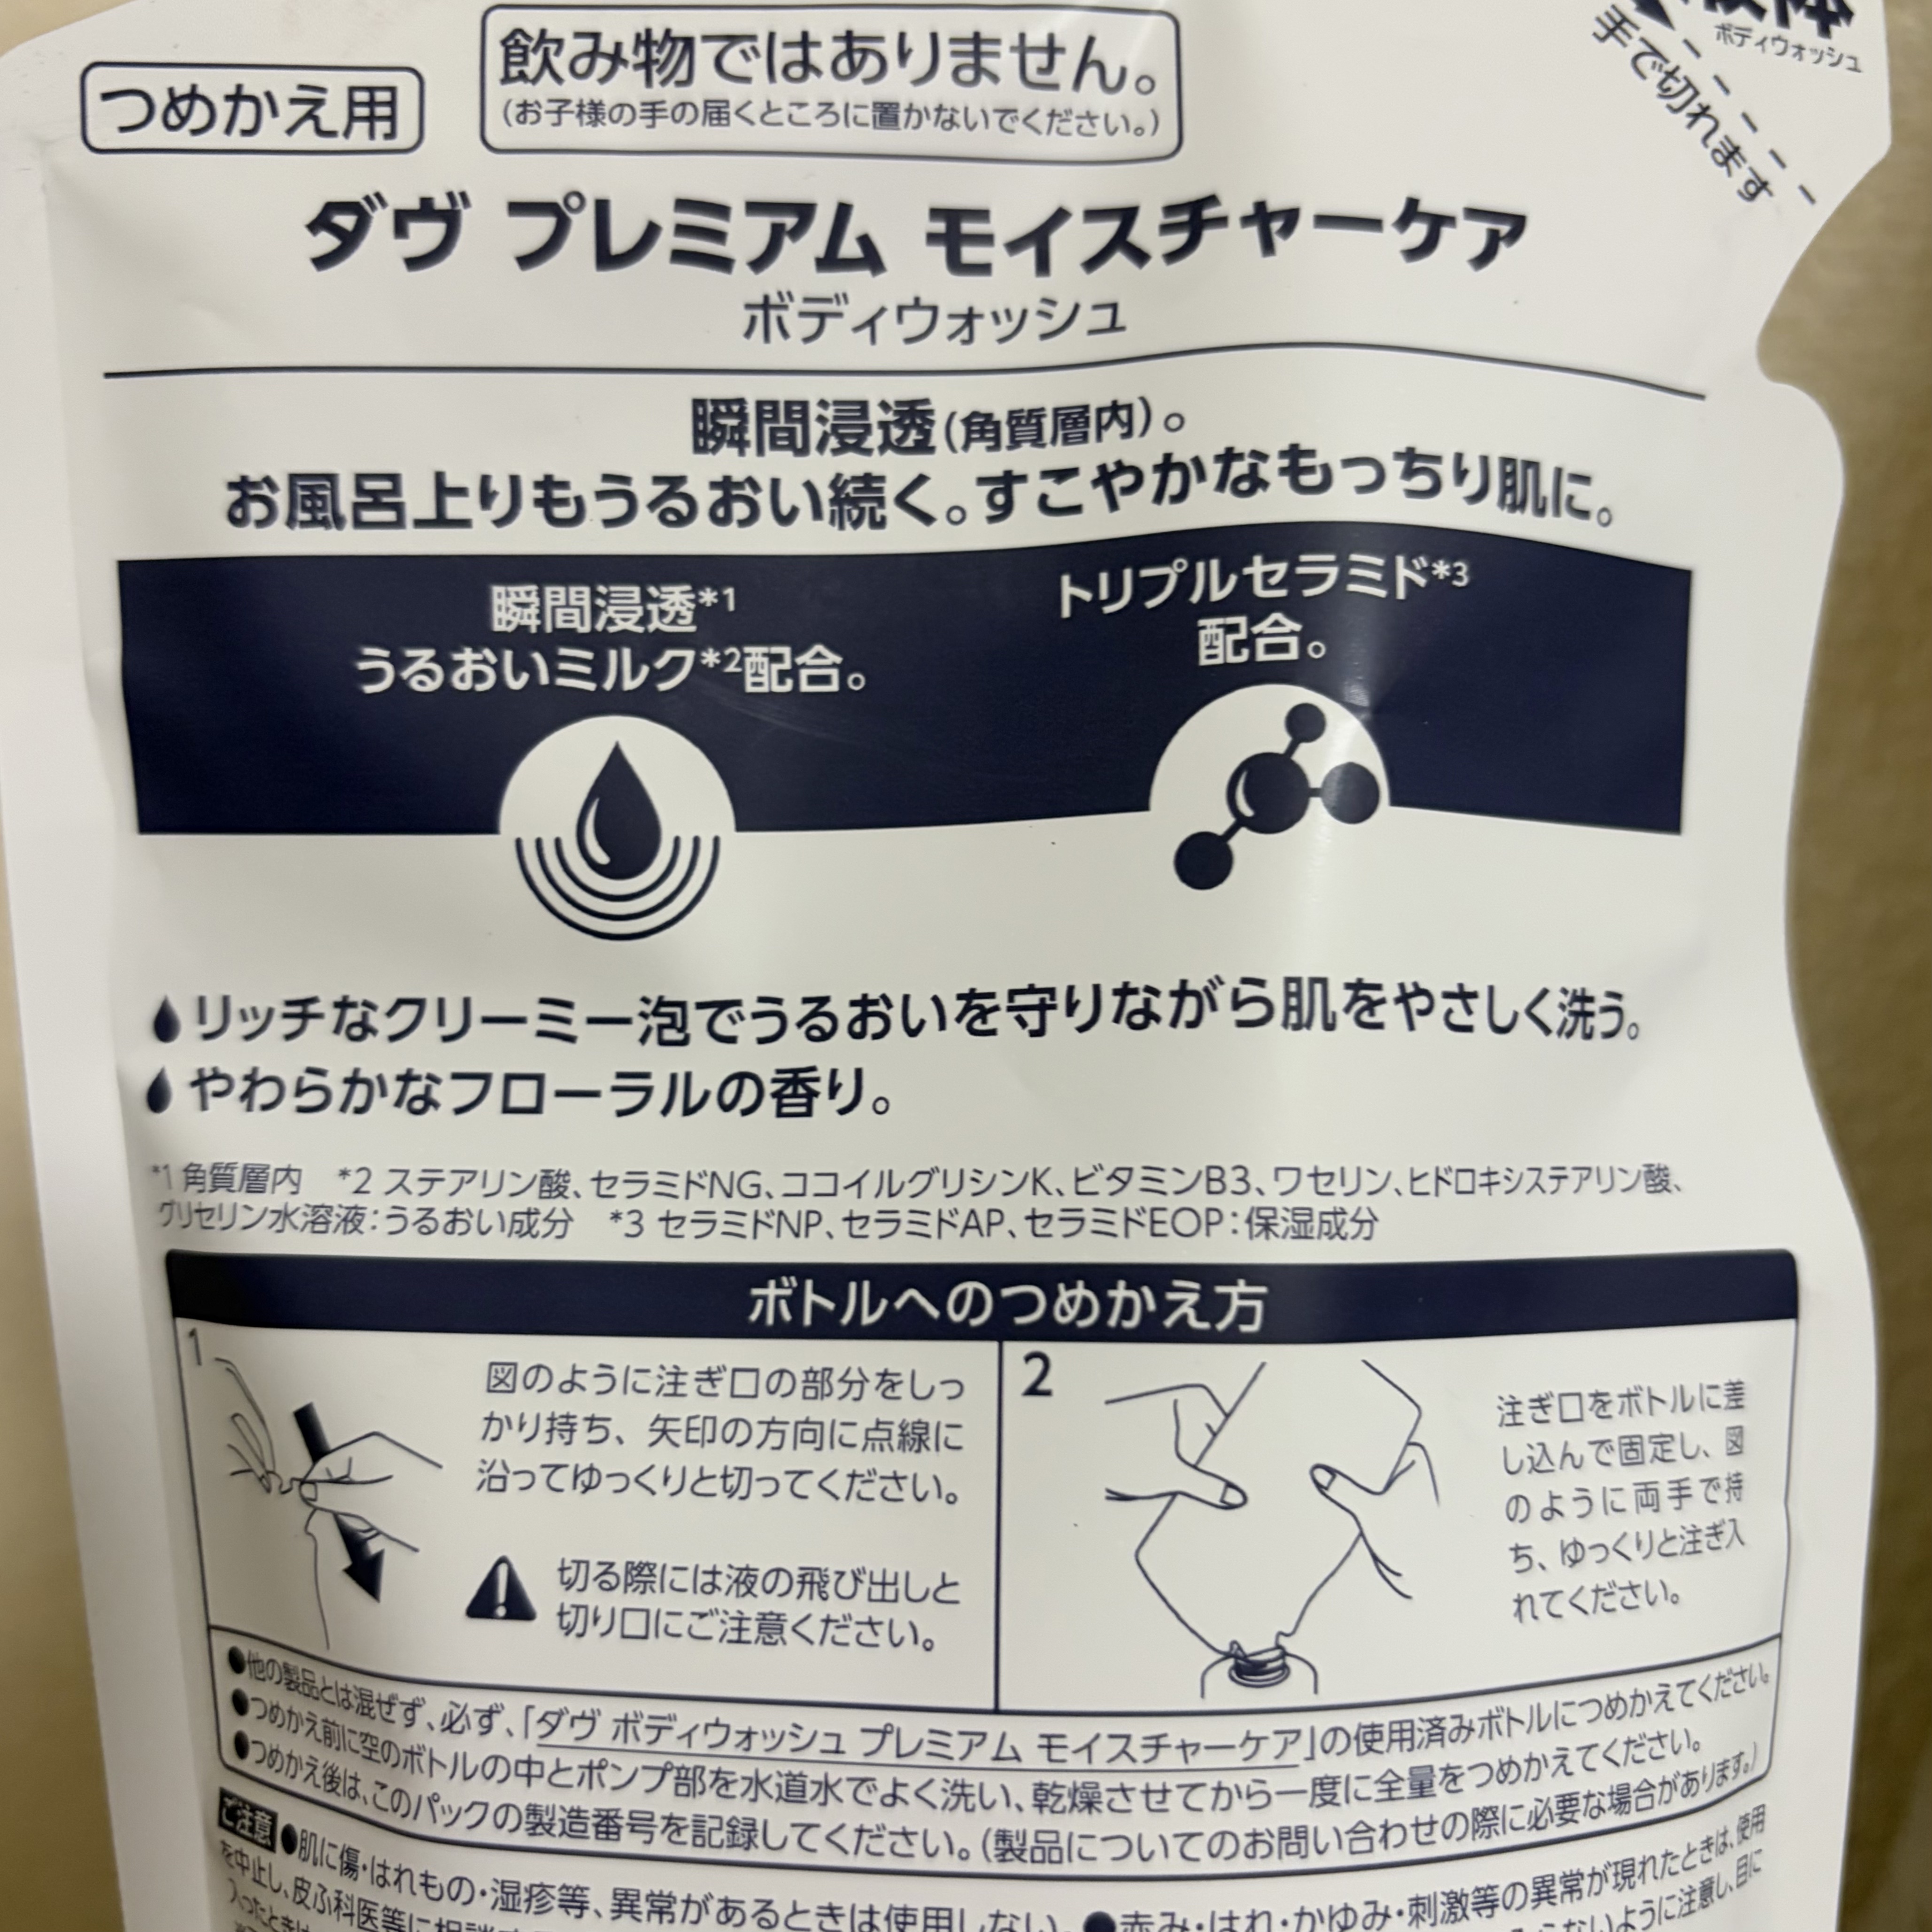 つめかえ用
飲み物ではありません。
(お子様の手の届くところに置かないでください。)
ボディウォッシュ
手で切れます
ダヴ プレミアム モイスチャーケア
ボディウォッシュ
瞬間浸透(角質層内)。
お風呂上りもうるおい続く。すこやかなもっちり肌に。
瞬間浸透*1
うるおいミルク*2配合。
トリプルセラミド*3
配合。
リッチなクリーミー泡でうるおいを守りながら肌をやさしく洗う。
やわらかなフローラルの香り。
*1 角質層内 *2 ステアリン酸、セラミドNG、ココイルグリシンK、ビタミンB3、ワセリン、ヒドロキシステアリン酸、
グリセリン水溶液:うるおい成分 *3 セラミドNP、セラミドAP、セラミドEOP:保湿成分
ボトルへのつめかえ方
1
図のように注ぎ口の部分をしっ
かり持ち、矢印の方向に点線に
沿ってゆっくりと切ってください。
切る際には液の飛び出しと
切り口にご注意ください。
2
注ぎ口をボトルに差
し込んで固定し、図
のように両手で持
ち、ゆっくりと注ぎ入
れてください。
●他の製品とは混ぜず、必ず、「ダヴ ボディウォッシュ プレミアム モイスチャーケア」の使用済みボトルにつめかえてください。
●つめかえ前に空のボトルの中とポンプ部を水道水でよく洗い、乾燥させてから一度に全量をつめかえてください。
●つめかえ後は、このパックの製造番号を記録してください。(製品についてのお問い合わせの際に必要な場合があります。)
ご注意 ●肌に傷・はれもの・湿疹等、異常があるときは使用しない。●赤み・はれ・かゆみ・刺激等の異常が現れたときは、使用
を中止し、皮ふ科医等に相談 ように注意し、目に
入ったときは